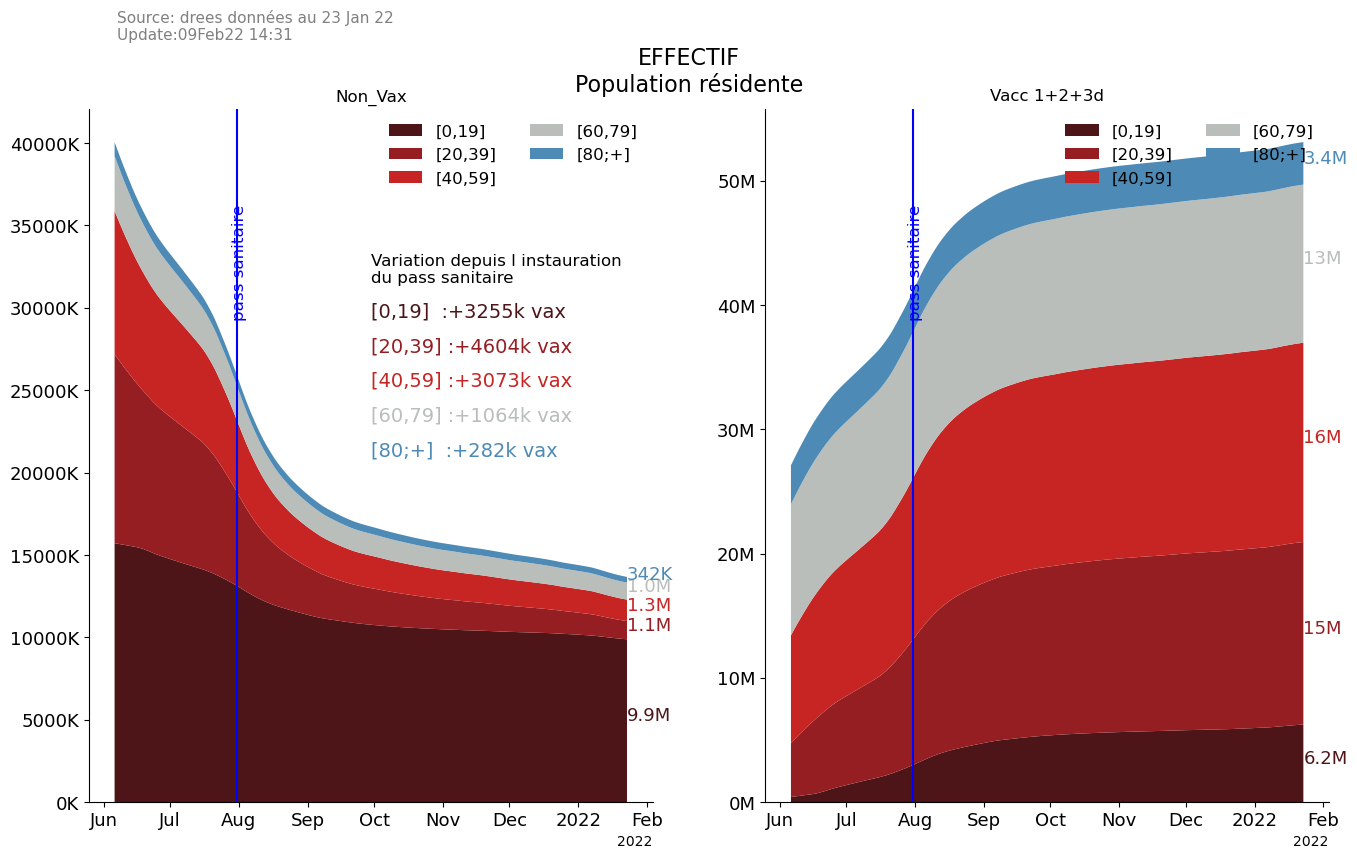 Source: drees données au 23 Jan 22
Update:09Feb22 14:31
EFFECTIF
Population résidente
Non_Vax
[0,19]
[20,39]
[40,59]
[60,79]
[80;+]
40000K
35000K
30000K
25000K
20000K
15000K
10000K
5000K
0K
pass sanitaire
Variation depuis l instauration
du pass sanitaire
[0,19]  :+3255k vax
[20,39] :+4604k vax
[40,59] :+3073k vax
[60,79] :+1064k vax
[80;+]  :+282k vax
342K
1.0M
1.3M
1.1M
9.9M
Jun Jul Aug Sep Oct Nov Dec 2022 Feb
2022
Vacc 1+2+3d
[0,19]
[20,39]
[40,59]
[60,79]
[80;+]
50M
40M
30M
20M
10M
0M
pass sanitaire
3.4M
13M
16M
15M
6.2M
Jun Jul Aug Sep Oct Nov Dec 2022 Feb
2022